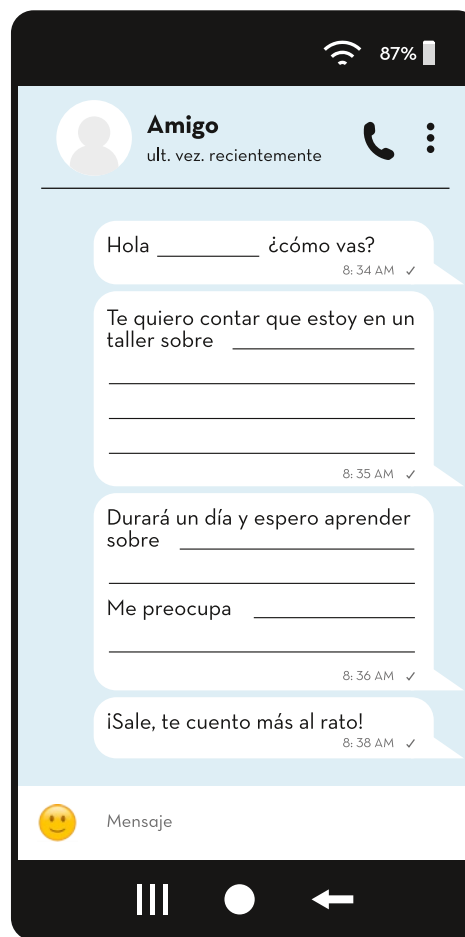 87%
Amigo
ult. vez. recientemente
Hola __________ ¿cómo vas?
8:34 AM ✓
Te quiero contar que estoy en un
taller sobre
8:35 AM ✓
Durará un día y espero aprender
sobre
Me preocupa
8:36 AM ✓
¡Sale, te cuento más al rato!
8:38 AM ✓
Mensaje